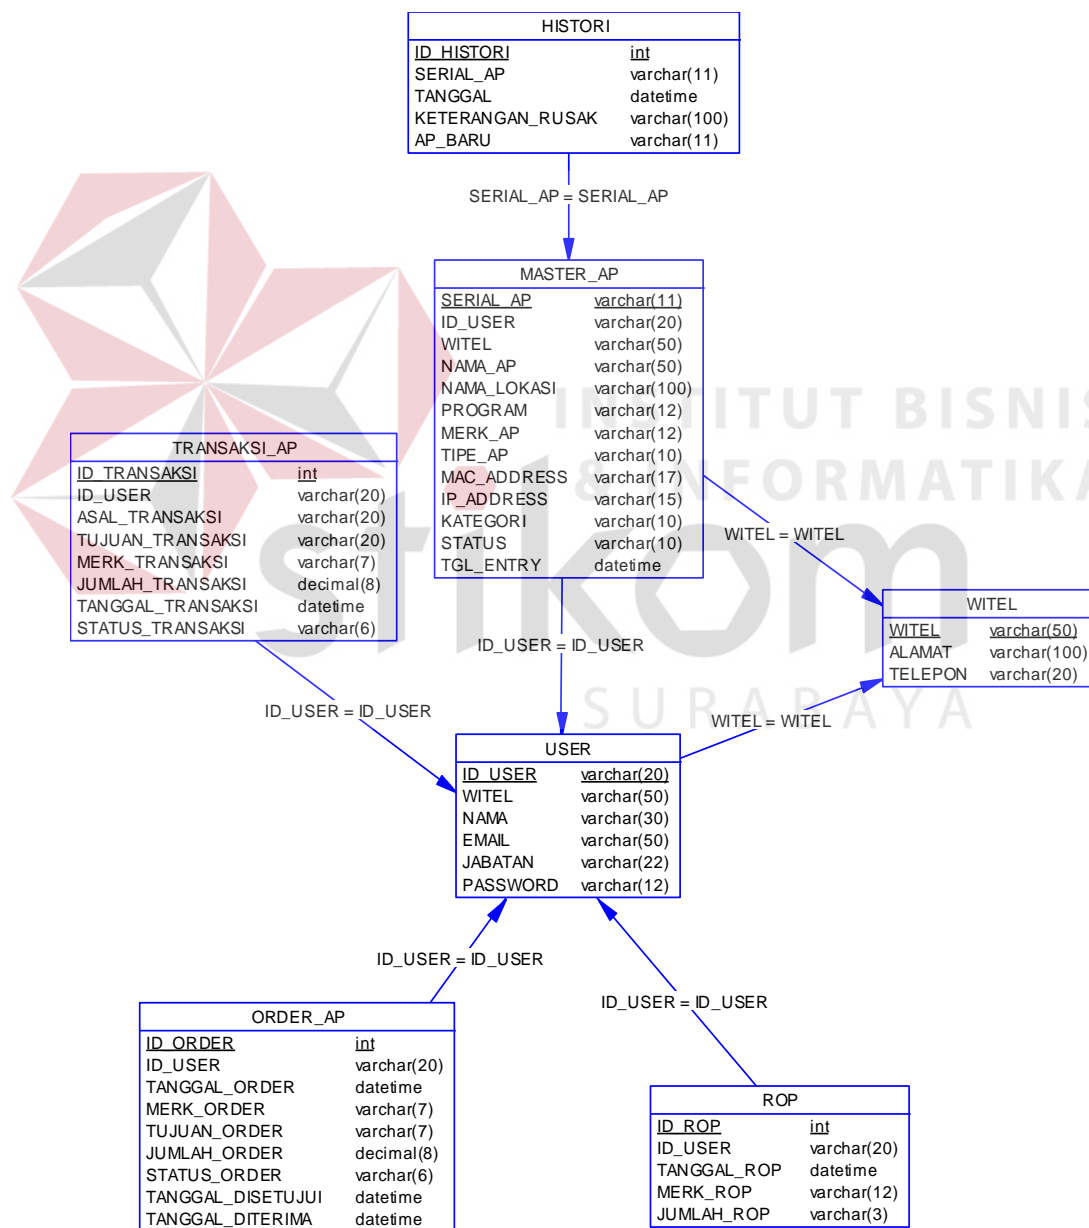 HISTORI
ID_HISTORI int
SERIAL_AP varchar(11)
TANGGAL datetime
KETERANGAN_RUSAK varchar(100)
AP_BARU varchar(11)
SERIAL_AP = SERIAL_AP
MASTER_AP
SERIAL_AP varchar(11)
ID_USER varchar(20)
WITEL varchar(50)
NAMA_AP varchar(50)
NAMA_LOKASI varchar(100)
PROGRAM varchar(12)
MERK_AP varchar(12)
TIPE_AP varchar(10)
MAC_ADDRESS varchar(17)
IP_ADDRESS varchar(15)
KATEGORI varchar(10)
STATUS varchar(10)
TGL_ENTRY datetime
INSTITUT BISNIS
& INFORMATIKA
stikom
SURABAYA
TRANSAKSI_AP
ID_TRANSAKSI int
ID_USER varchar(20)
ASAL_TRANSAKSI varchar(20)
TUJUAN_TRANSAKSI varchar(20)
MERK_TRANSAKSI varchar(7)
JUMLAH_TRANSAKSI decimal(8)
TANGGAL_TRANSAKSI datetime
STATUS_TRANSAKSI varchar(6)
WITEL = WITEL
WITEL
WITEL varchar(50)
ALAMAT varchar(100)
TELEPON varchar(20)
ID_USER = ID_USER
ID_USER = ID_USER
WITEL = WITEL
USER
ID_USER varchar(20)
WITEL varchar(50)
NAMA varchar(30)
EMAIL varchar(50)
JABATAN varchar(22)
PASSWORD varchar(12)
ID_USER = ID_USER
ID_USER = ID_USER
ORDER_AP
ID_ORDER int
ID_USER varchar(20)
TANGGAL_ORDER datetime
MERK_ORDER varchar(7)
TUJUAN_ORDER varchar(7)
JUMLAH_ORDER decimal(8)
STATUS_ORDER varchar(6)
TANGGAL_DISETUJUI datetime
TANGGAL_DITERIMA datetime
ROP
ID_ROP int
ID_USER varchar(20)
TANGGAL_ROP datetime
MERK_ROP varchar(12)
JUMLAH_ROP varchar(3)